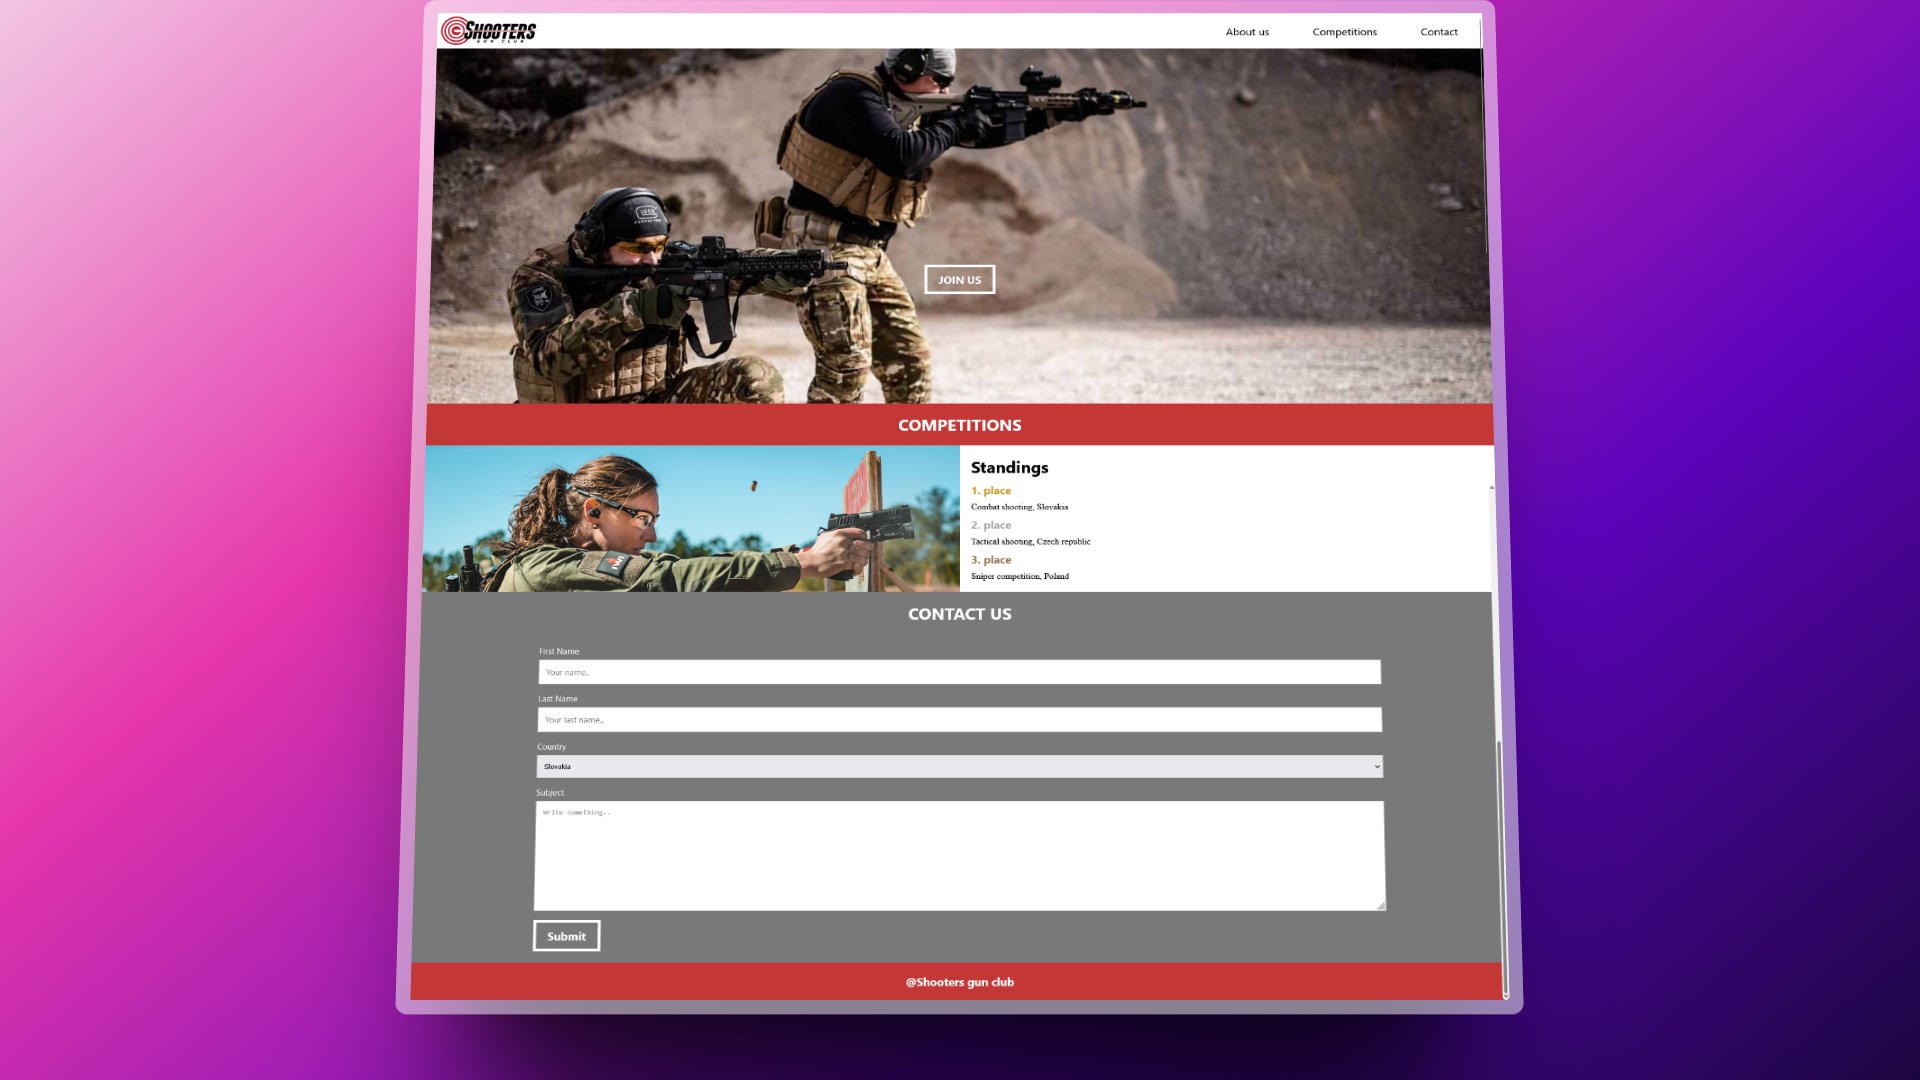 SHOOTERS
GUN CLUB
About us
Competitions
Contact
JOIN US
COMPETITIONS
Standings
1. place
Combat shooting, Slovakia
2. place
Tactical shooting, Czech republic
3. place
Sniper competition, Poland
CONTACT US
First Name
Your name..
Last Name
Your last name..
Country
Slovakia
Subject
Write something..
Submit
@Shooters gun club